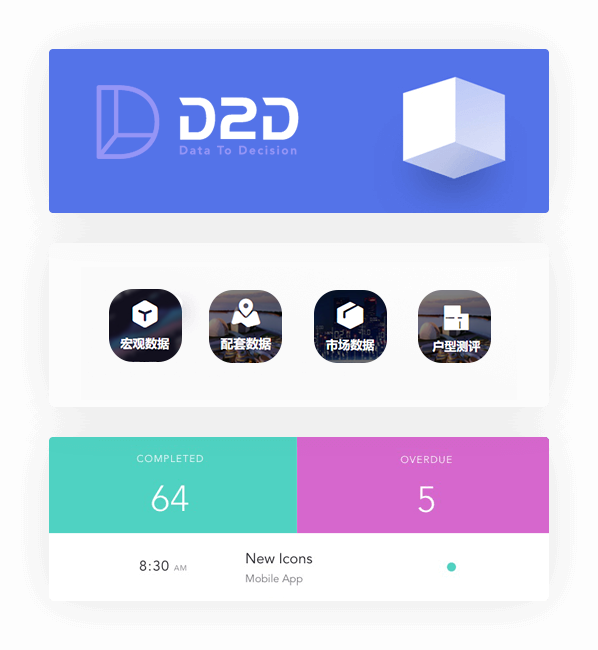 D2D
Data To Decision
宏观数据
配套数据
市场数据
户型测评
COMPLETED
OVERDUE
64
5
8:30 AM
New Icons
Mobile App